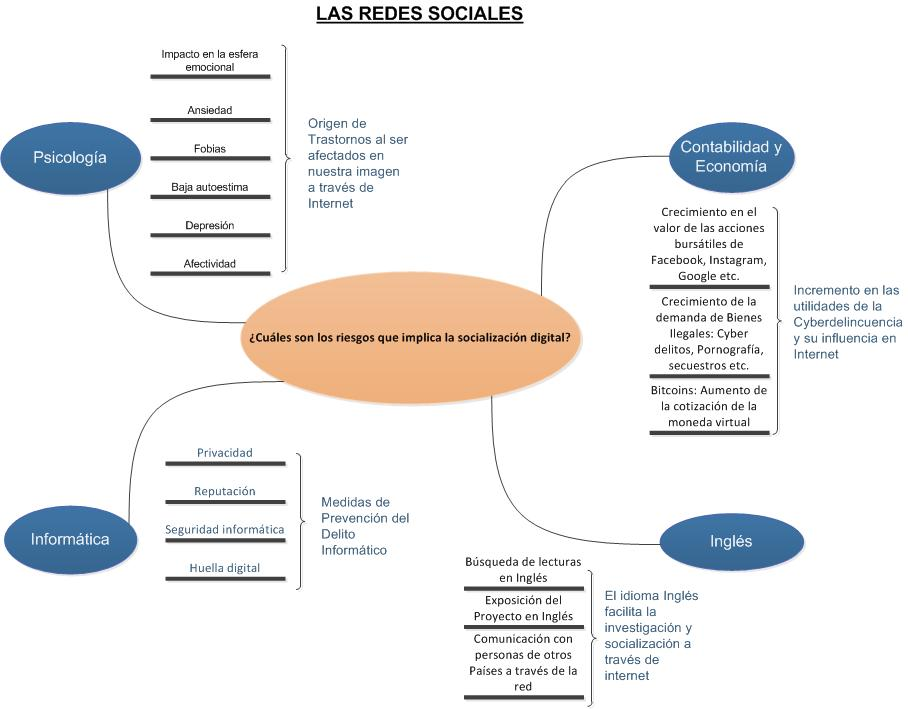 LAS REDES SOCIALES
Psicología
Impacto en la esfera
emocional
Ansiedad
Fobias
Baja autoestima
Depresión
Afectividad
Origen de
Trastornos al ser
afectados en
nuestra imagen
a través de
Internet
Contabilidad y
Economía
Crecimiento en el
valor de las acciones
bursátiles de
Facebook, Instagram,
Google etc.
Crecimiento de la
demanda de Bienes
Ilegales: Cyber
delitos, Pornografía,
secuestros etc.
Bitcoins: Aumento de
la cotización de la
moneda virtual
Incremento en las
utilidades de la
Cyberdelincuencia
y su influencia en
Internet
¿Cuáles son los riesgos que implica la socialización digital?
Informática
Privacidad
Reputación
Seguridad informática
Huella digital
Medidas de
Prevención del
Delito
Informático
Inglés
Búsqueda de lecturas
en Inglés
Exposición del
Proyecto en Inglés
Comunicación con
personas de otros
Países a través de la
red
El idioma Inglés
facilita la
investigación y
socialización a
través de
internet